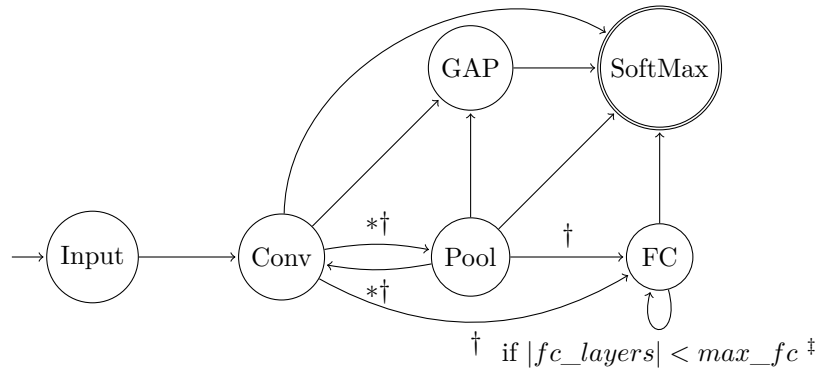 GAP
SoftMax
*†
†
Input
Conv
Pool
FC
*†
†
if |fc_layers| < max_fc ‡